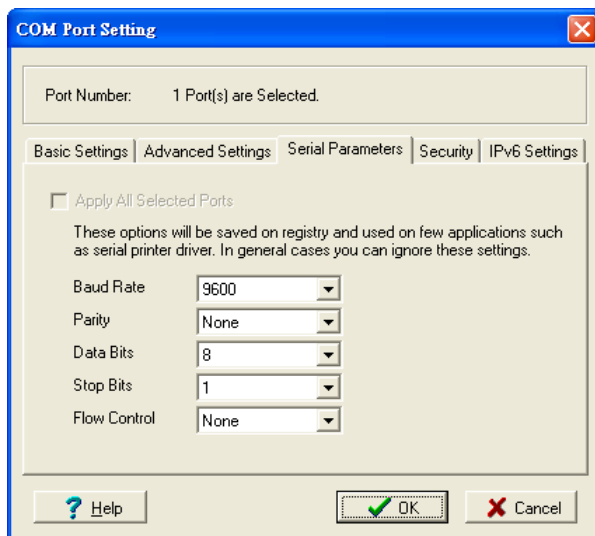 COM Port Setting
Port Number: 1 Port(s) are Selected.
Basic Settings Advanced Settings Serial Parameters Security IPv6 Settings
Apply All Selected Ports
These options will be saved on registry and used on few applications such
as serial printer driver. In general cases you can ignore these settings.
Baud Rate 9600
Parity None
Data Bits 8
Stop Bits 1
Flow Control None
? Help OK Cancel